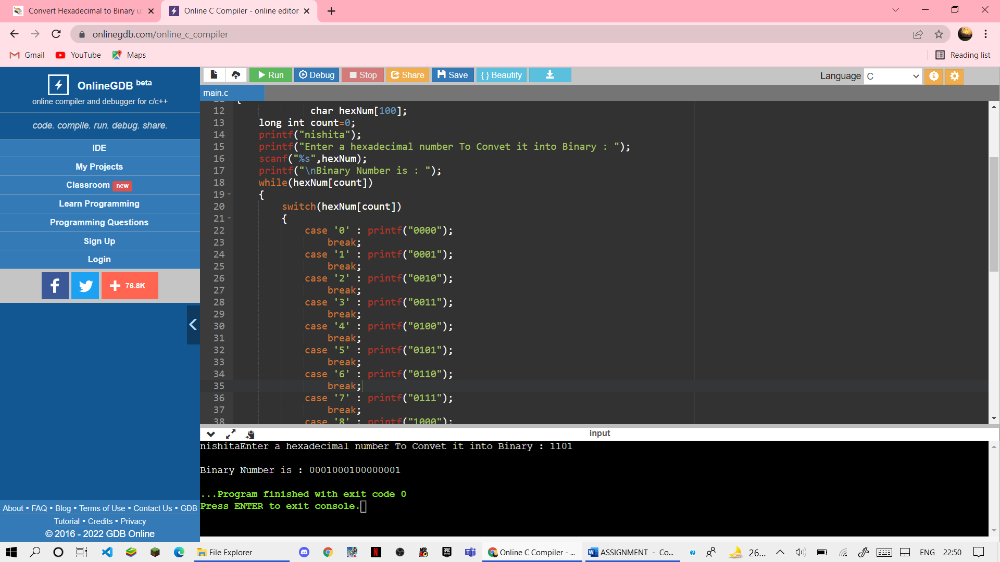 Convert Hexadecimal to Binary u
Online C Compiler - online editor
onlinegdb.com/online_c_compiler
Gmail
YouTube
Maps
Reading list
OnlineGDB beta
online compiler and debugger for c/c++
code. compile. run. debug. share.
IDE
My Projects
Classroom new
Learn Programming
Programming Questions
Sign Up
Login
76.8K
About • FAQ • Blog • Terms of Use • Contact Us • GDB
Tutorial • Credits • Privacy
© 2016 - 2022 GDB Online
Run
Debug
Stop
Share
Save
{ } Beautify
Language C
main.c
12 char hexNum[100];
13 long int count=0;
14 printf("nishita");
15 printf("Enter a hexadecimal number To Convet it into Binary : ");
16 scanf("%s",hexNum);
17 printf("\nBinary Number is : ");
18 while(hexNum[count])
19 {
20 switch(hexNum[count])
21 {
22 case '0' : printf("0000");
23 break;
24 case '1' : printf("0001");
25 break;
26 case '2' : printf("0010");
27 break;
28 case '3' : printf("0011");
29 break;
30 case '4' : printf("0100");
31 break;
32 case '5' : printf("0101");
33 break;
34 case '6' : printf("0110");
35 break;
36 case '7' : printf("0111");
37 break;
38 case '8' : printf("1000");
input
nishitaEnter a hexadecimal number To Convet it into Binary : 1101
Binary Number is : 0001000100000001
...Program finished with exit code 0
Press ENTER to exit console.
File Explorer
Online C Compiler - ...
ASSIGNMENT - Co...
26...
ENG
22:50